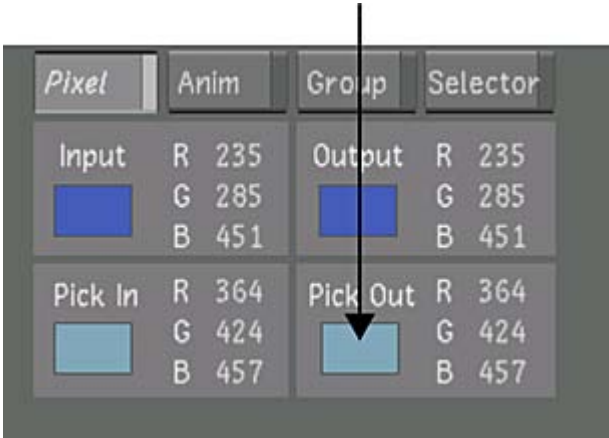 Pixel Anim Group Selector
Input R 235 Output R 235
G 285 G 285
B 451 B 451
Pick In R 364 Pick Out R 364
G 424 G 424
B 457 B 457